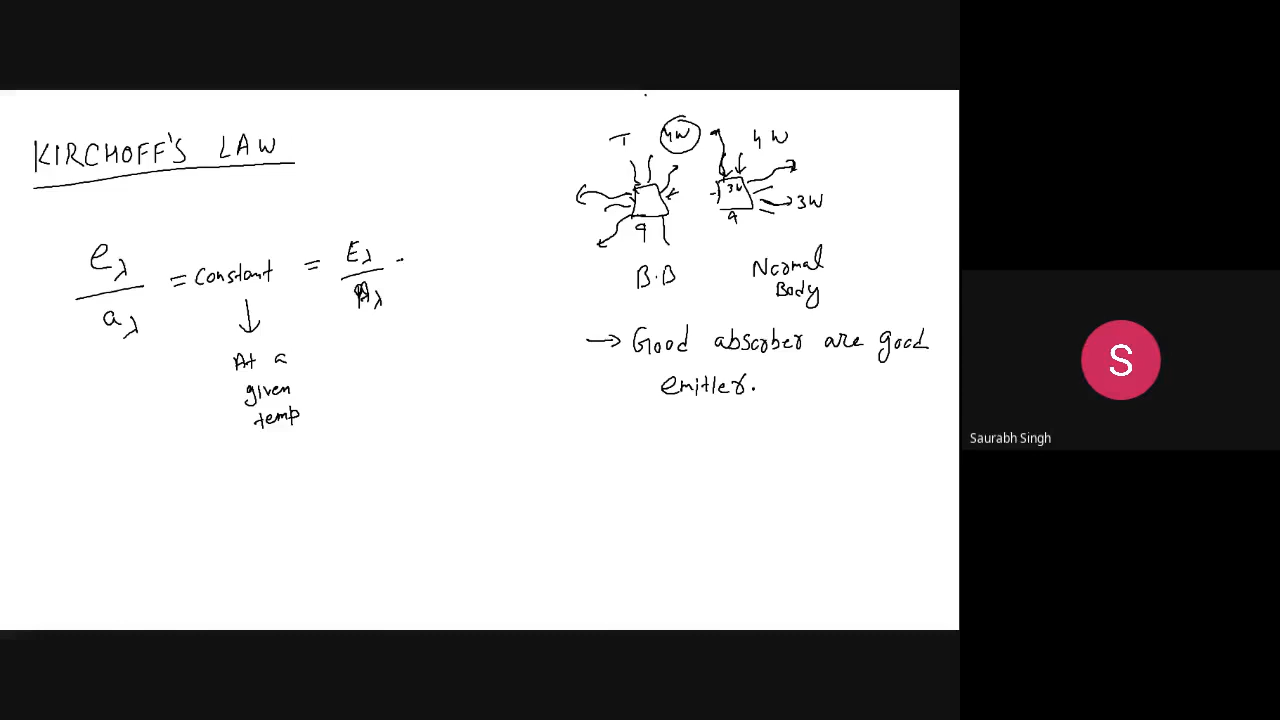 KIRCHOFF'S LAW
eλ / aλ = constant = Eλ / Aλ
At a
given
temp
T 4W 4W
3W
3W
B.B
Normal
Body
→ Good absorber are good
emitter.
S
Saurabh Singh